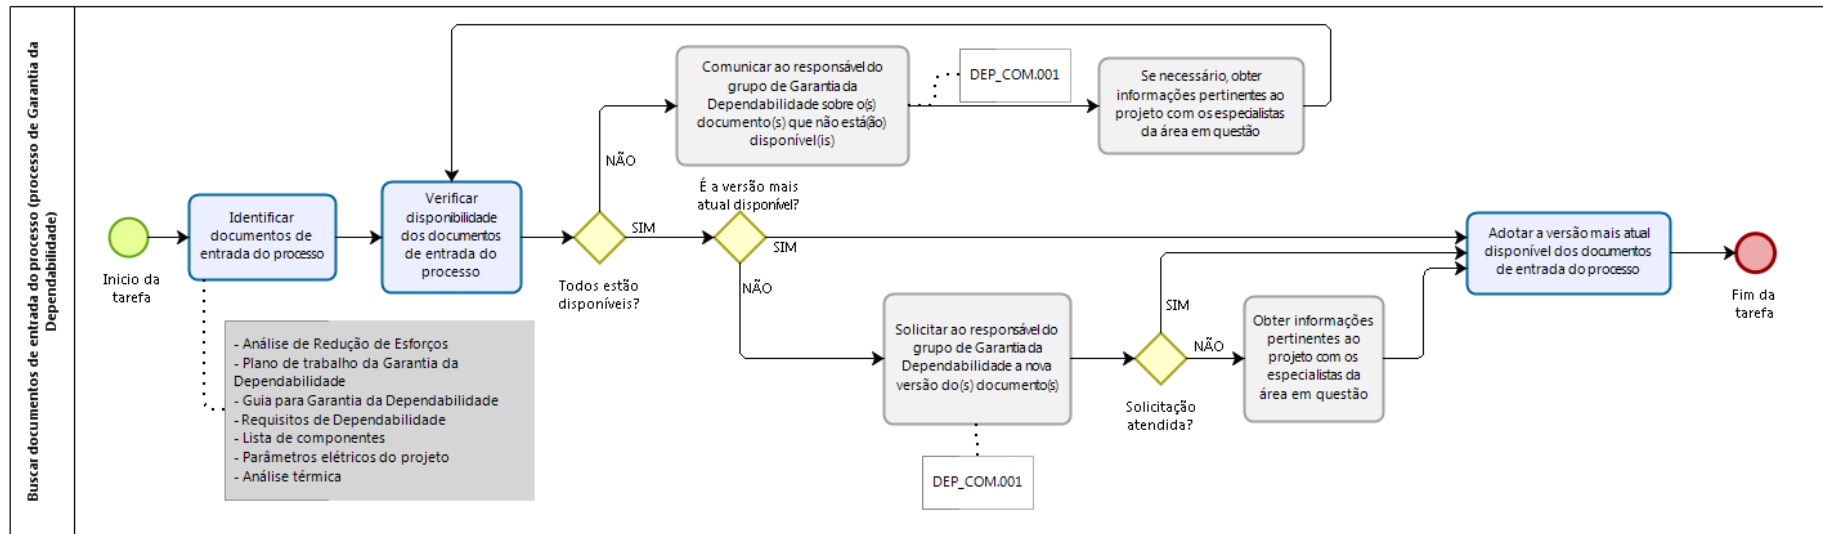 Buscar documentos de entrada do processo (processo de Garantia da
Dependabilidade)
Inicio da
tarefa
Identificar
documentos de
entrada do processo
- Análise de Redução de Esforços
- Plano de trabalho da Garantia da
Dependabilidade
- Guia para Garantia da Dependabilidade
- Requisitos de Dependabilidade
- Lista de componentes
- Parâmetros elétricos do projeto
- Análise térmica
Verificar
disponibilidade
dos documentos
de entrada do
processo
Todos estão
disponíveis?
NÃO
SIM
Comunicar ao responsável do
grupo de Garantia da
Dependabilidade sobre o(s)
documento(s) que não está(ão)
disponível(is)
DEP_COM.001
Se necessário, obter
informações pertinentes ao
projeto com os especialistas
da área em questão
É a versão mais
atual disponível?
SIM
NÃO
Solicitar ao responsável do
grupo de Garantia da
Dependabilidade a nova
versão do(s) documento(s)
DEP_COM.001
Solicitação
atendida?
SIM
NÃO
Obter informações
pertinentes ao
projeto com os
especialistas da
área em questão
Adotar a versão mais atual
disponível dos documentos
de entrada do processo
Fim da
tarefa